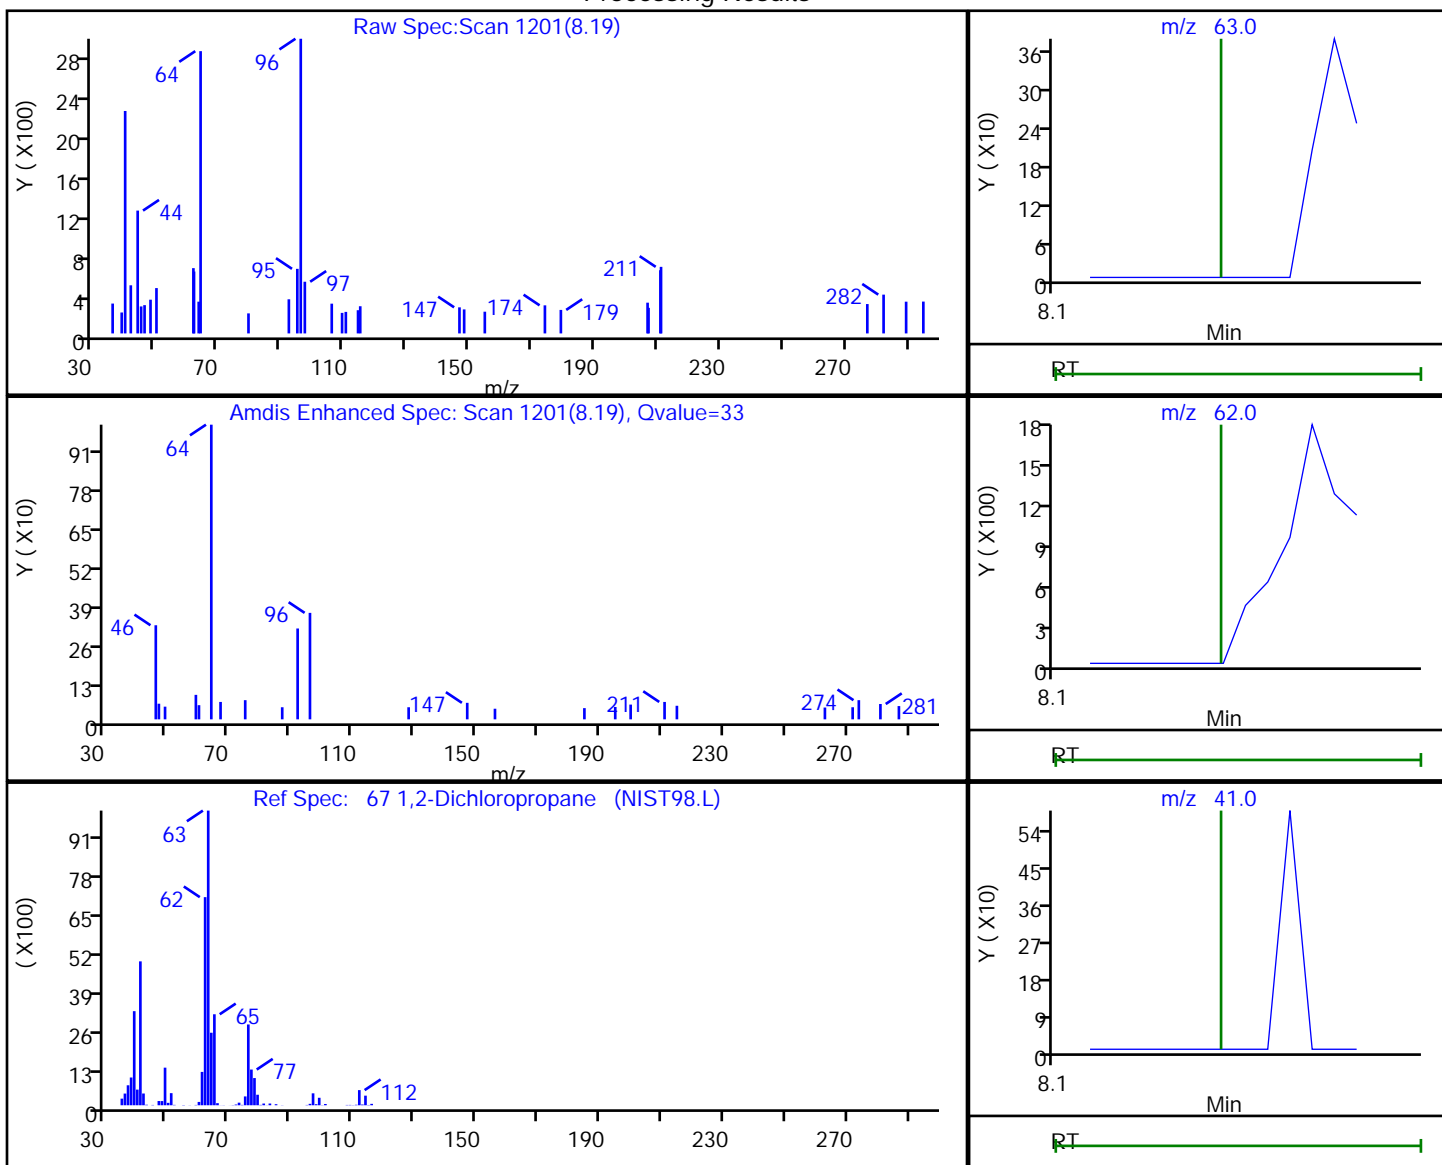 Processing Results
Raw Spec:Scan 1201(8.19)
Y ( X100)
28
24
20
16
12
8
4
0
64
96
44
95
97
147
174
179
211
282
30 70 110 150 190 230 270
m/z
m/z 63.0
Y ( X10)
36
30
24
18
12
6
0
8.1
Min
RT
Amdis Enhanced Spec: Scan 1201(8.19), Qvalue=33
Y ( X10)
91
78
65
52
39
26
13
0
64
46
96
147
211
274
281
30 70 110 150 190 230 270
m/z
m/z 62.0
Y ( X100)
18
15
12
9
6
3
0
8.1
Min
RT
Ref Spec: 67 1,2-Dichloropropane (NIST98.L)
( X100)
91
78
65
52
39
26
13
0
63
62
65
77
112
30 70 110 150 190 230 270
m/z 41.0
Y ( X10)
54
45
36
27
18
9
0
8.1
Min
RT